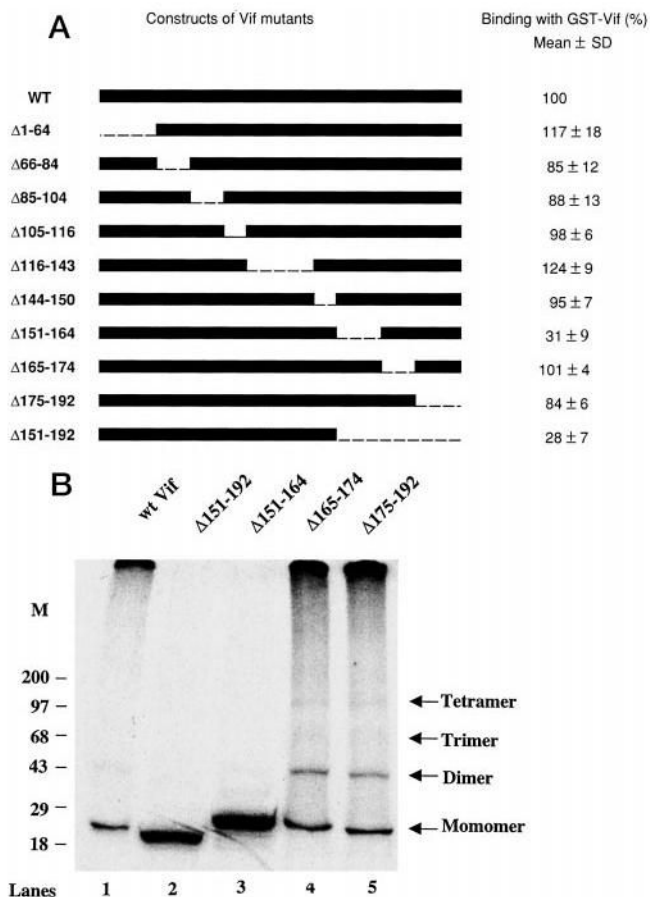 A
Constructs of Vif mutants
Binding with GST-Vif (%)
Mean ± SD
WT 100
Δ1-64 117 ± 18
Δ66-84 85 ± 12
Δ85-104 88 ± 13
Δ105-116 98 ± 6
Δ116-143 124 ± 9
Δ144-150 95 ± 7
Δ151-164 31 ± 9
Δ165-174 101 ± 4
Δ175-192 84 ± 6
Δ151-192 28 ± 7
B
wt Vif Δ151-192 Δ151-164 Δ165-174 Δ175-192
M
200
97 Tetramer
68 Trimer
43 Dimer
29
18 Momomer
Lanes 1 2 3 4 5